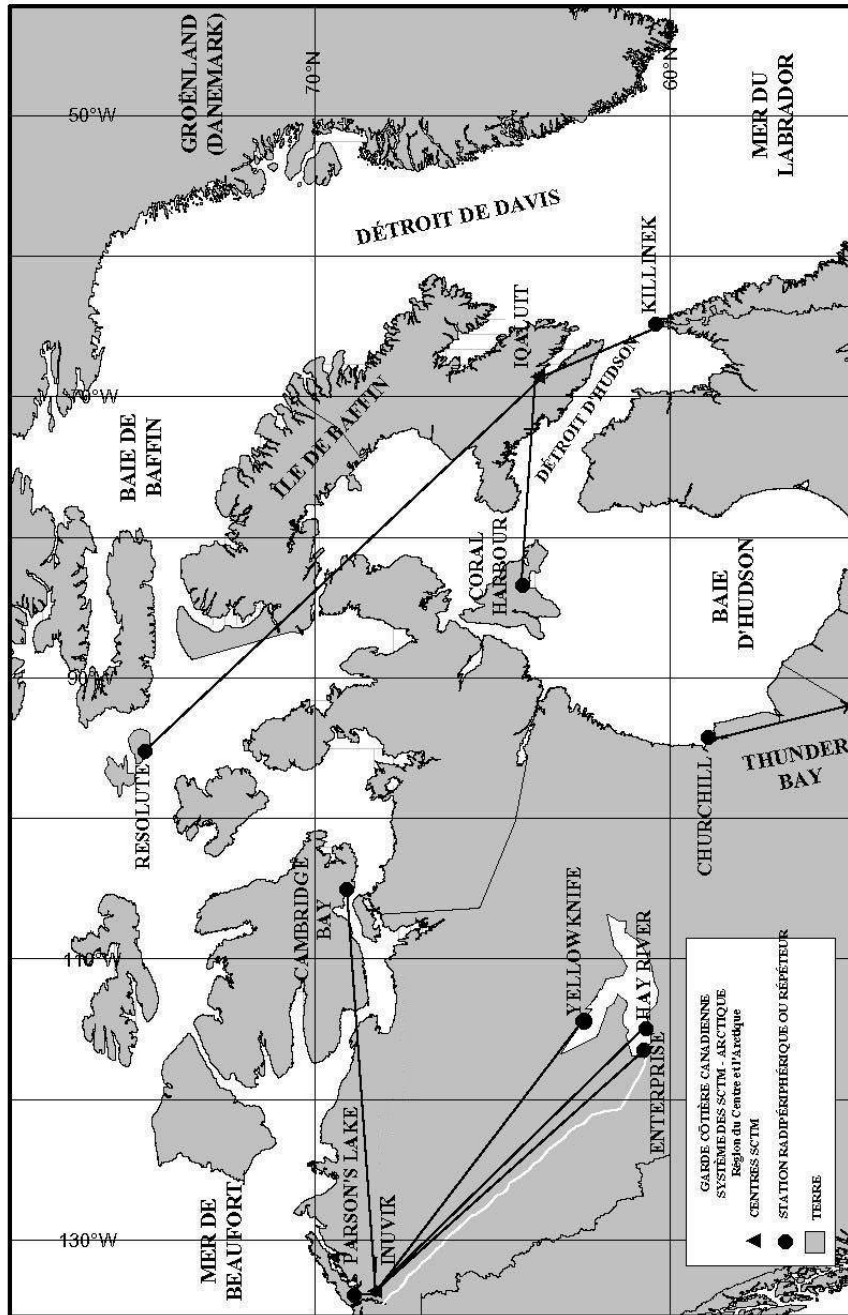 GROËNLAND
(DANEMARK)
50°W
70°N
60°N
MER DU
LABRADOR
DÉTROIT DE DAVIS
KILLINEK
IQALUIT
70°W
BAIE DE
BAFFIN
ÎLE DE BAFFIN
DÉTROIT D'HUDSON
CORAL
HARBOUR
BAIE
D'HUDSON
90°W
RESOLUTE
CHURCHILL
THUNDER
BAY
CAMBRIDGE
BAY
110°W
YELLOWKNIFE
HAY RIVER
ENTERPRISE
MER DE
BEAUFORT
PARSON'S LAKE
INUVIK
130°W
GARDE CÔTIÈRE CANADIENNE
SYSTÈME DES SCTM - ARCTIQUE
Région du Centre et l'Arctique
CENTRES SCTM
STATION RADIPÉRIPHÉRIQUE OU RÉPÉTEUR
TERRE